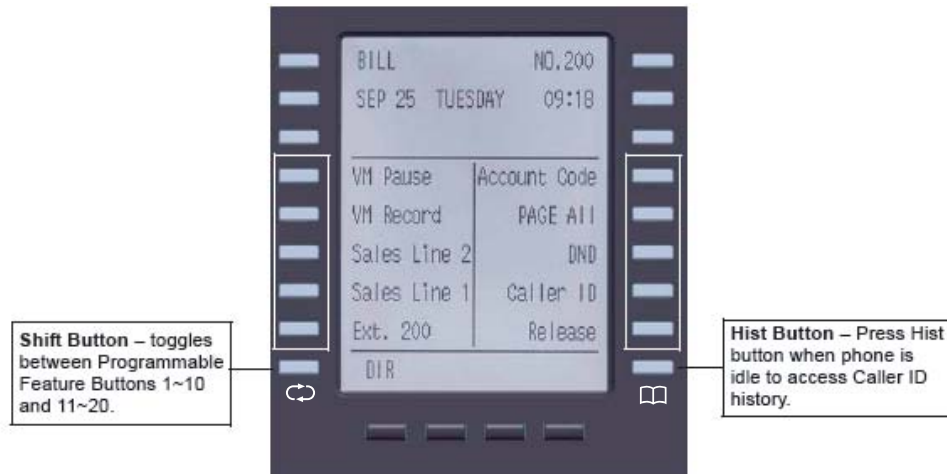 BILL NO.200
SEP 25 TUESDAY 09:18
VM Pause Account Code
VM Record PAGE All
Sales Line 2 DND
Sales Line 1 Caller ID
Ext. 200 Release
DIR
Shift Button – toggles
between Programmable
Feature Buttons 1~10
and 11~20.
Hist Button – Press Hist
button when phone is
idle to access Caller ID
history.